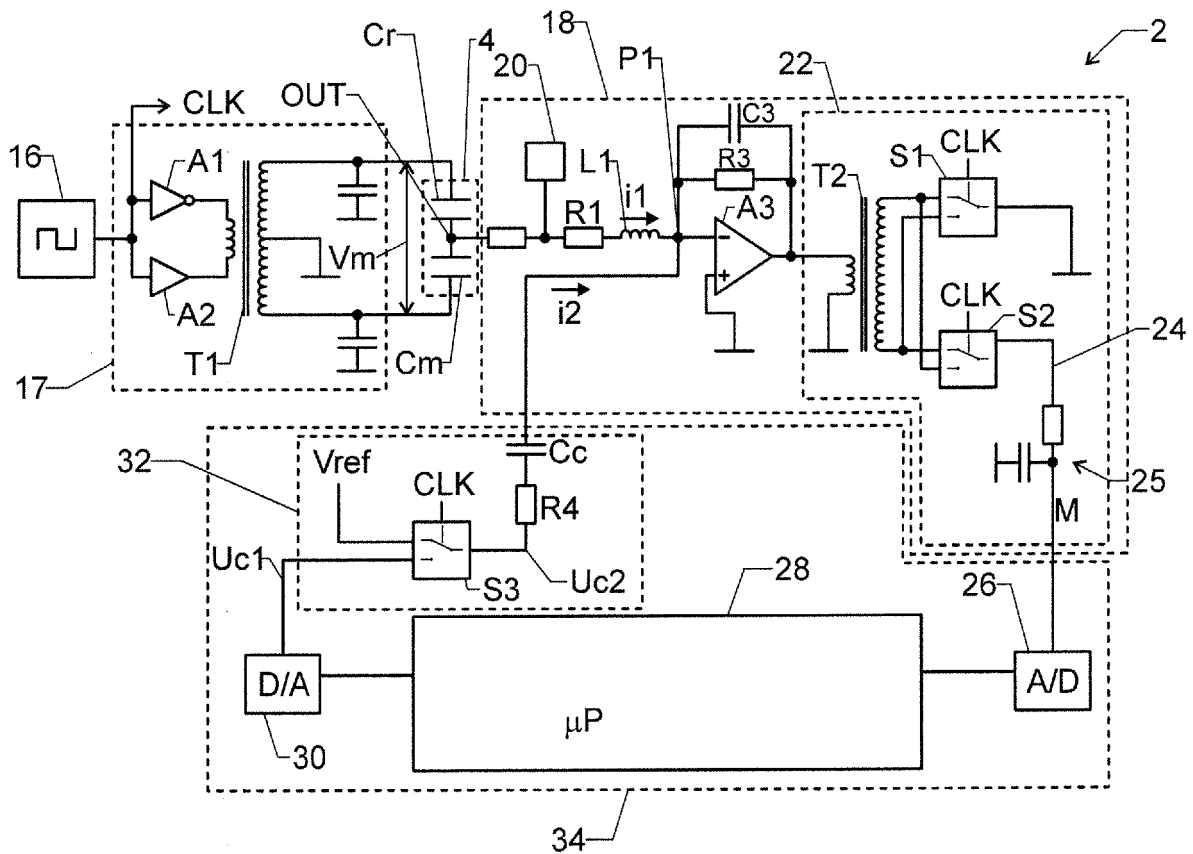 2
Cr
4
18
20
P1
22
OUT
CLK
16
A1
C3
S1
CLK
L1
R3
T2
i1
A3
R1
Vm
CLK
A2
i2
S2
24
T1
Cm
17
Cc
32
Vref
CLK
25
R4
M
Uc1
S3
Uc2
28
26
D/A
A/D
µP
30
34